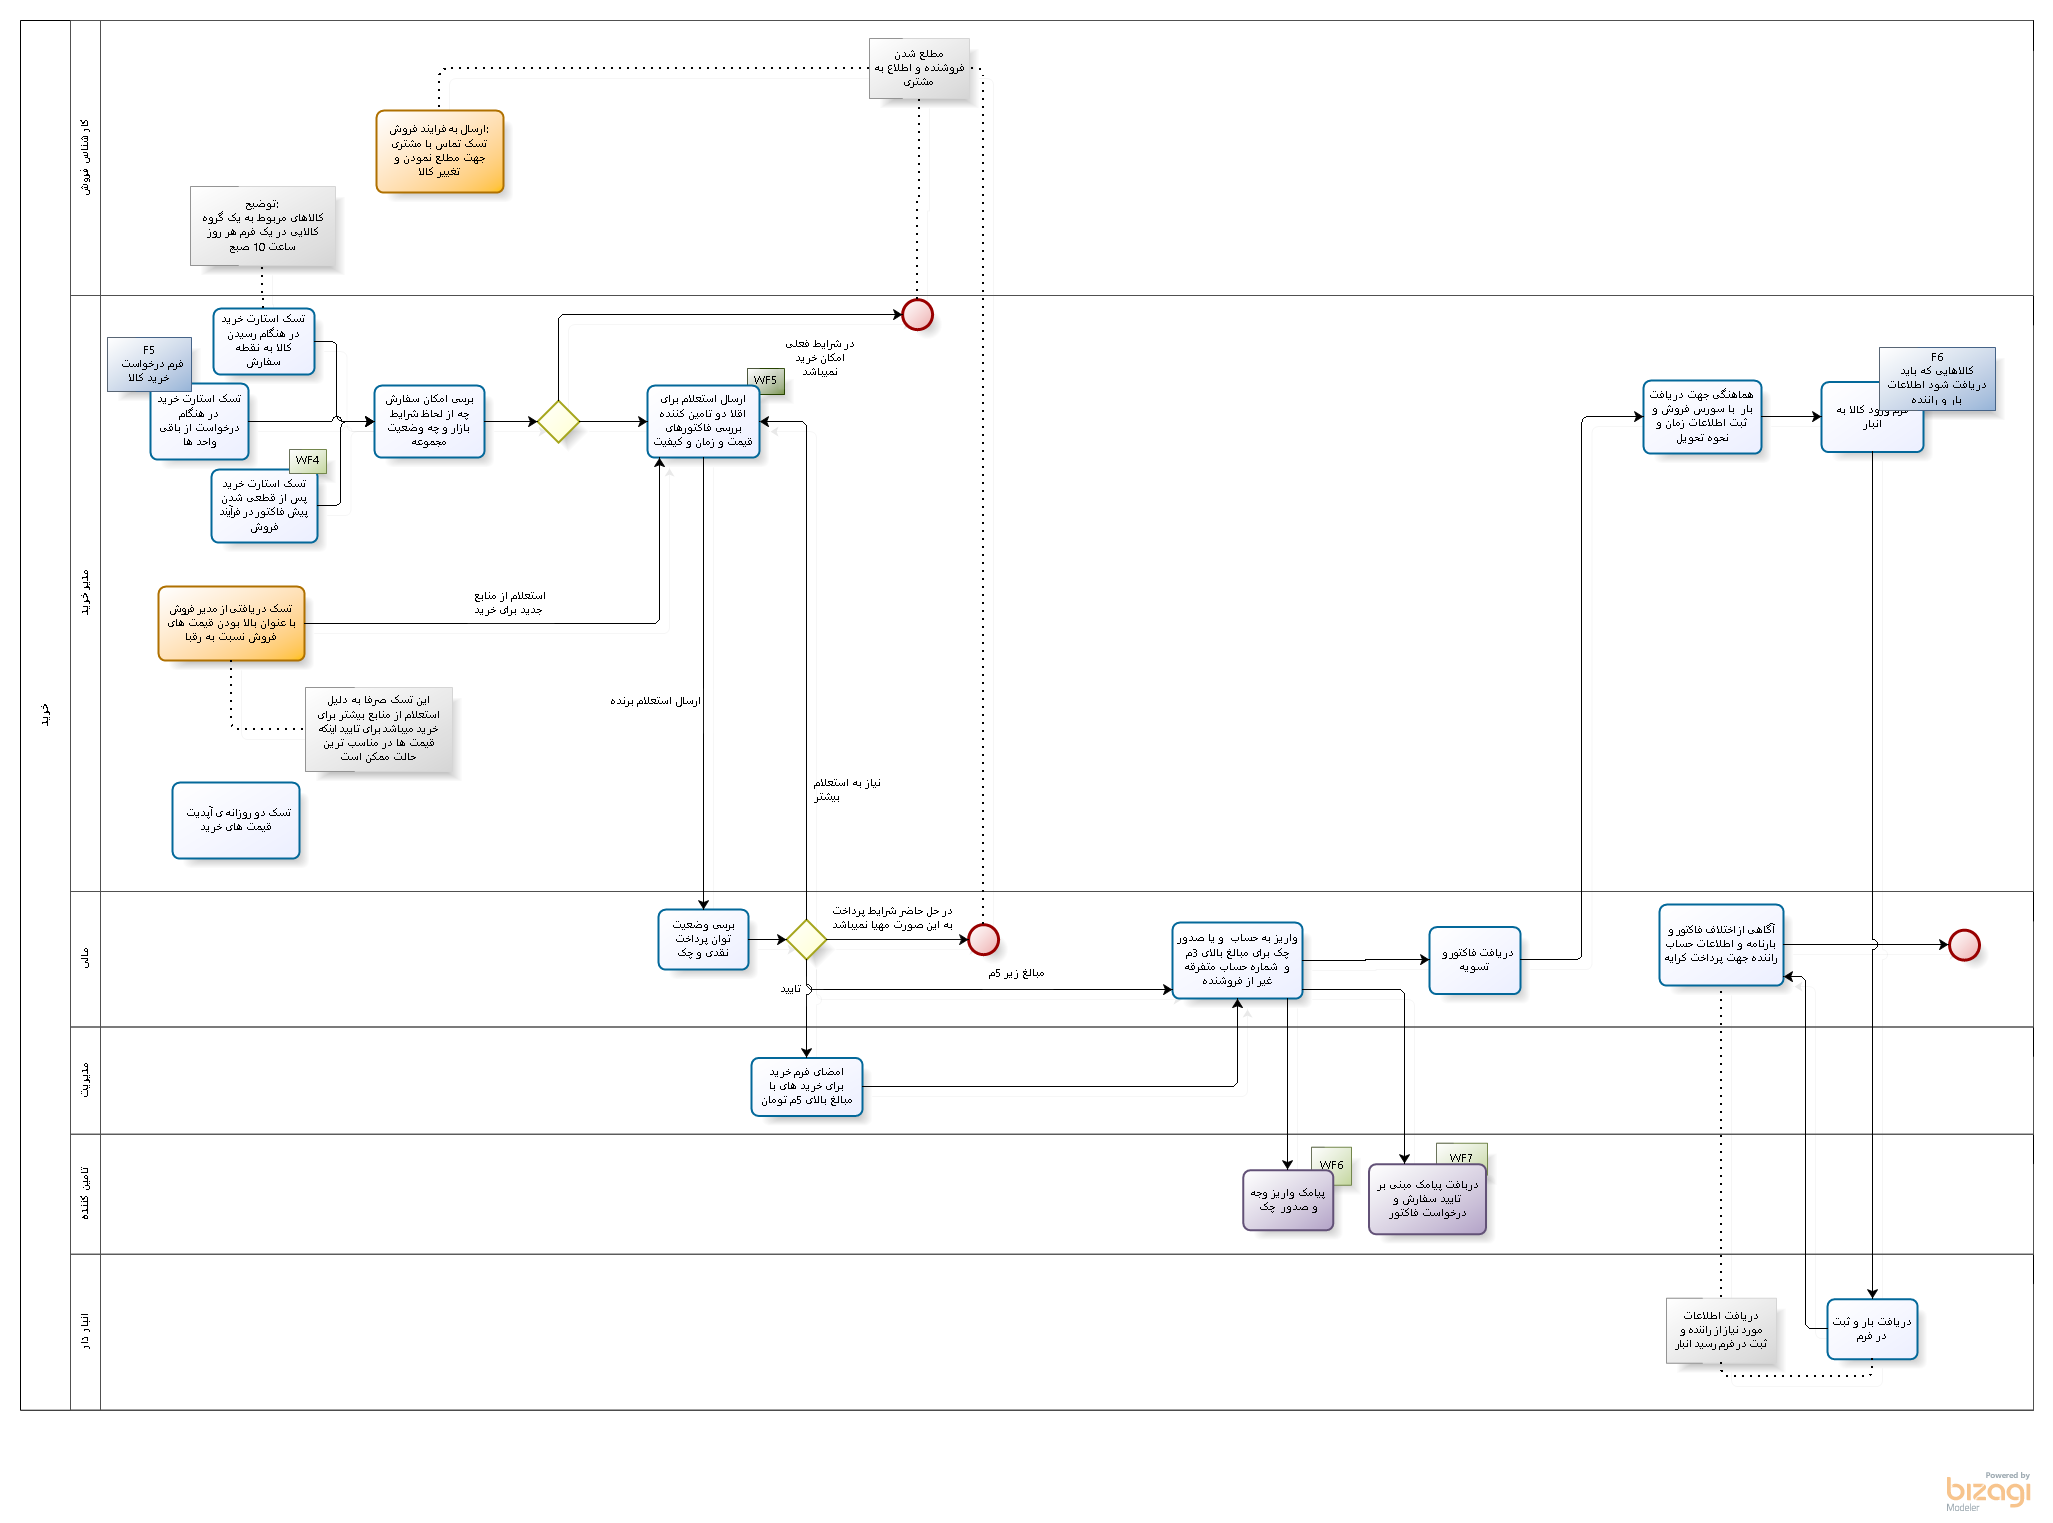 خرید
کارشناس فروش
مطلع شدن
فروشنده و اطلاع به
مشتری
ارسال به فرایند فروش:
تسک تماس با مشتری
جهت مطلع نمودن و
تغییر کالا
توضیح:
کالاهای مربوط به یک گروه
کالایی در یک فرم هر روز
ساعت 10 صبح
مدیر خرید
تسک استارت خرید
در هنگام رسیدن
کالا به نقطه
سفارش
F5
فرم درخواست
خرید کالا
تسک استارت خرید
در هنگام
درخواست از باقی
واحد ها
WF4
تسک استارت خرید
پس از قطعی شدن
پیش فاکتور در فرآیند
فروش
برسی امکان سفارش
چه از لحاظ شرایط
بازار و چه وضعیت
مجموعه
در شرایط فعلی
امکان خرید
نمیباشد
WF5
ارسال استعلام برای
اقلا دو تامین کننده
بررسی فاکتورهای
قیمت و زمان و کیفیت
هماهنگی جهت دریافت
بار با سورس فروش و
ثبت اطلاعات زمان و
نحوه تحویل
F6
کالاهایی که باید
دریافت شود اطلاعات
بار و راننده
فرم ورود کالا به
انبار
تسک دریافتی از مدیر فروش
با عنوان بالا بودن قیمت های
فروش نسبت به رقبا
استعلام از منابع
جدید برای خرید
این تسک صرفا به دلیل
استعلام از منابع بیشتر برای
خرید میباشد برای تایید اینکه
قیمت ها در مناسب ترین
حالت ممکن است
ارسال استعلام برنده
نیاز به استعلام
بیشتر
تسک دو روزانه ی آپدیت
قیمت های خرید
مالی
برسی وضعیت
توان پرداخت
نقدی و چک
در حل حاضر شرایط پرداخت
به این صورت مهیا نمیباشد
تایید
مبالغ زیر 5م
واریز به حساب و یا صدور
چک برای مبالغ بالای 3م
و شماره حساب متفرقه
غیر از فروشنده
دریافت فاکتور و
تسویه
آگاهی از اختلاف فاکتور و
بارنامه و اطلاعات حساب
راننده جهت پرداخت کرایه
مدیریت
امضای فرم خرید
برای خرید های با
مبالغ بالای 5م تومان
تامین کننده
WF6
پیامک واریز وجه
و صدور چک
WF7
دریافت پیامک مبنی بر
تایید سفارش و
درخواست فاکتور
انبار دار
دریافت اطلاعات
مورد نیاز از راننده و
ثبت در فرم رسید انبار
دریافت بار و ثبت
در فرم
Powered by
bizagi
Modeler